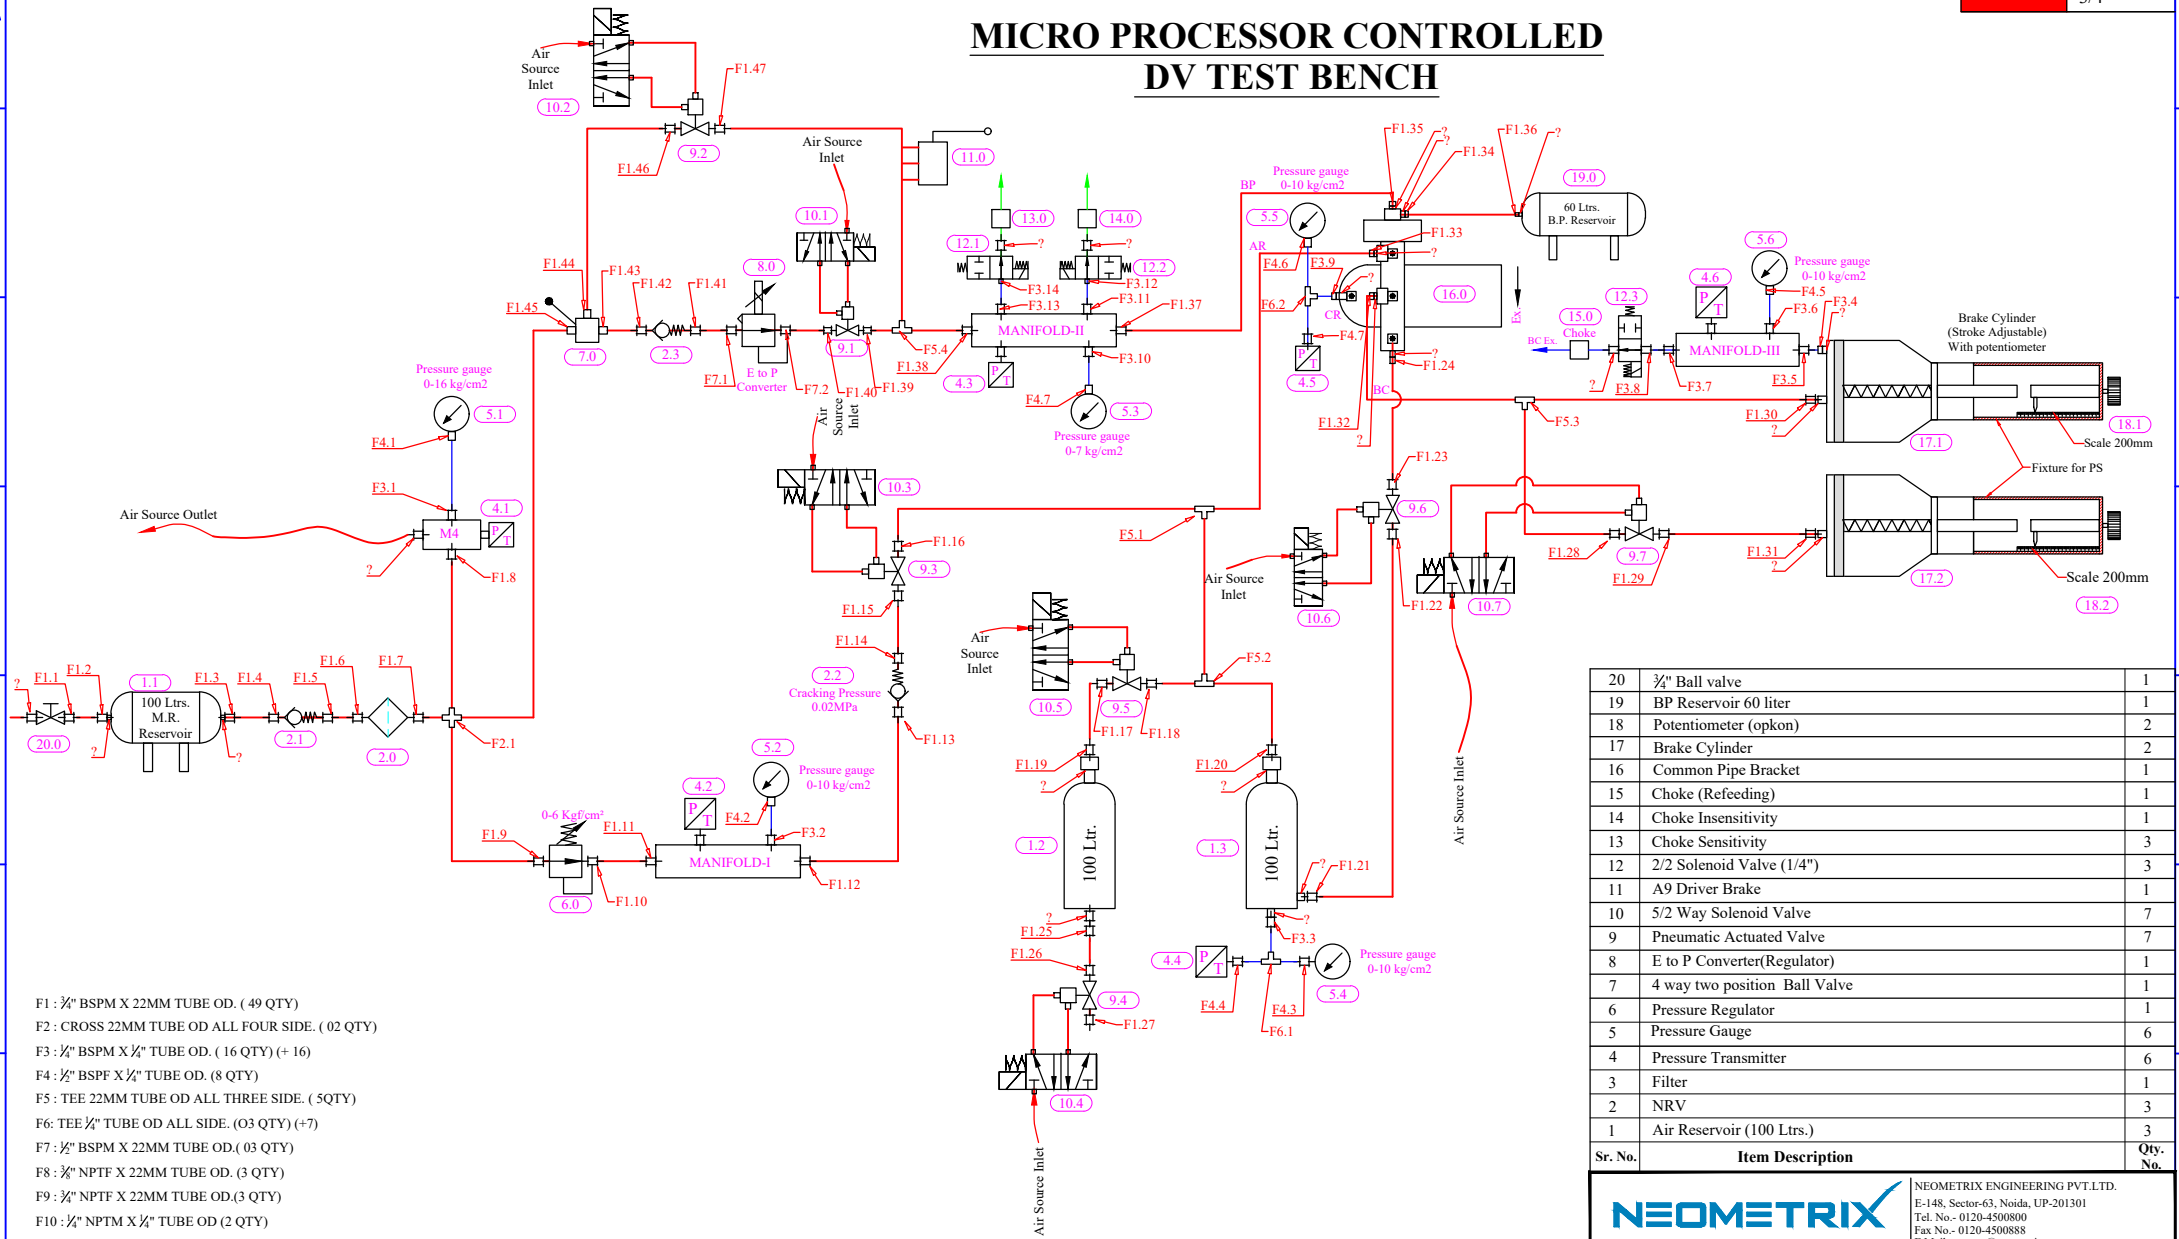 MICRO PROCESSOR CONTROLLED
DV TEST BENCH
Air
Source
Inlet
10.2
F1.47
F1.46
9.2
Air Source
Inlet
11.0
10.1
13.0
14.0
12.1
?
?
12.2
F3.14
F3.13
F3.12
F3.11
F1.37
F1.44
F1.43
F1.45
7.0
F1.42
F1.41
2.3
8.0
F7.1
E to P
Converter
F7.2
9.1
F1.40
F1.39
F5.4
F1.38
MANIFOLD-II
4.3
P
T
F3.10
F4.7
5.3
Pressure gauge
0-7 kg/cm2
BP
Pressure gauge
0-10 kg/cm2
5.5
AR
F4.6
F3.9
?
F6.2
CR
F4.7
P
T
4.5
F1.35
?
?
F1.34
F1.36
?
19.0
60 Ltrs.
B.P. Reservoir
F1.33
?
16.0
Ex
?
F1.24
BC
F1.32
?
5.6
Pressure gauge
0-10 kg/cm2
4.6
P
T
F4.5
F3.4
F3.6
?
12.3
15.0
Choke
BC Ex.
MANIFOLD-III
?
F3.8
F3.7
F3.5
Brake Cylinder
(Stroke Adjustable)
With potentiometer
F5.3
F1.30
?
17.1
18.1
Scale 200mm
Fixture for PS
Pressure gauge
0-16 kg/cm2
5.1
F4.1
F3.1
Air Source Outlet
M4
4.1
P
T
?
F1.8
Air
Source
Inlet
10.3
F1.16
9.3
F1.15
F1.14
2.2
Cracking Pressure
0.02MPa
F1.13
F5.1
F1.23
9.6
Air Source
Inlet
10.6
F1.22
10.7
Air Source Inlet
F1.28
9.7
F1.29
F1.31
?
17.2
Scale 200mm
18.2
?
F1.1
F1.2
20.0
?
1.1
100 Ltrs.
M.R.
Reservoir
F1.3
?
F1.4
F1.5
2.1
F1.6
F1.7
2.0
F2.1
Air
Source
Inlet
10.5
9.5
F1.17
F1.18
F5.2
F1.19
?
F1.20
?
1.2
100 Ltr.
1.3
100 Ltr.
?
F1.21
0-6 Kgf/cm²
F1.9
6.0
F1.10
F1.11
4.2
P
T
5.2
Pressure gauge
0-10 kg/cm2
F4.2
F3.2
MANIFOLD-I
F1.12
?
F1.25
F1.26
9.4
F1.27
10.4
Air Source Inlet
?
F3.3
4.4
P
T
Pressure gauge
0-10 kg/cm2
5.4
F4.4
F4.3
F6.1
F1 : ¾" BSPM X 22MM TUBE OD. ( 49 QTY)
F2 : CROSS 22MM TUBE OD ALL FOUR SIDE. ( 02 QTY)
F3 : ¼" BSPM X ¼" TUBE OD. ( 16 QTY) (+ 16)
F4 : ½" BSPF X ¼" TUBE OD. (8 QTY)
F5 : TEE 22MM TUBE OD ALL THREE SIDE. ( 5QTY)
F6: TEE ¼" TUBE OD ALL SIDE. (O3 QTY) (+7)
F7 : ½" BSPM X 22MM TUBE OD.( 03 QTY)
F8 : ⅜" NPTF X 22MM TUBE OD. (3 QTY)
F9 : ¾" NPTF X 22MM TUBE OD.(3 QTY)
F10 : ¼" NPTM X ¼" TUBE OD (2 QTY)
20 ¾" Ball valve 1
19 BP Reservoir 60 liter 1
18 Potentiometer (opkon) 2
17 Brake Cylinder 2
16 Common Pipe Bracket 1
15 Choke (Refeeding) 1
14 Choke Insensitivity 1
13 Choke Sensitivity 3
12 2/2 Solenoid Valve (1/4") 3
11 A9 Driver Brake 1
10 5/2 Way Solenoid Valve 7
9 Pneumatic Actuated Valve 7
8 E to P Converter(Regulator) 1
7 4 way two position Ball Valve 1
6 Pressure Regulator 1
5 Pressure Gauge 6
4 Pressure Transmitter 6
3 Filter 1
2 NRV 3
1 Air Reservoir (100 Ltrs.) 3
Sr. No. Item Description Qty. No.
NEOMETRIX
NEOMETRIX ENGINEERING PVT.LTD.
E-148, Sector-63, Noida, UP-201301
Tel. No.- 0120-4500800
Fax No.- 0120-4500888